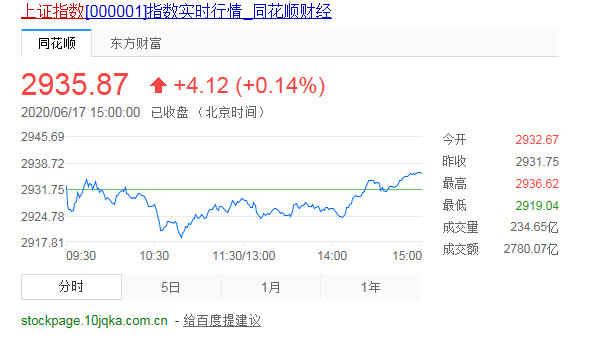 上证指数[000001]指数实时行情_同花顺财经
同花顺 东方财富
2935.87 +4.12 (+0.14%)
2020/06/17 15:00:00 已收盘 （北京时间）
2945.69
2938.72
2931.75
2924.78
2917.81
09:30 10:30 11:30/13:00 14:00 15:00
今开 2932.67
昨收 2931.75
最高 2936.62
最低 2919.04
成交量 234.65亿
成交额 2780.07亿
分时 5日 1月 1年
stockpage.10jqka.com.cn - 给百度提建议